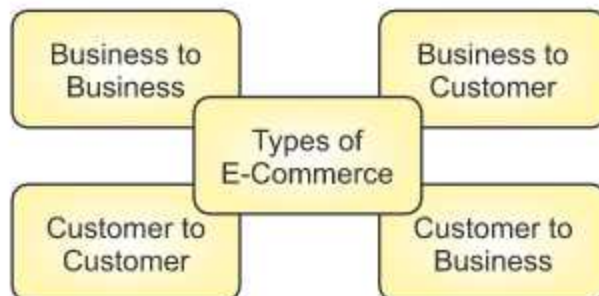 Business to
Business
Business to
Customer
Types of
E-Commerce
Customer to
Customer
Customer to
Business